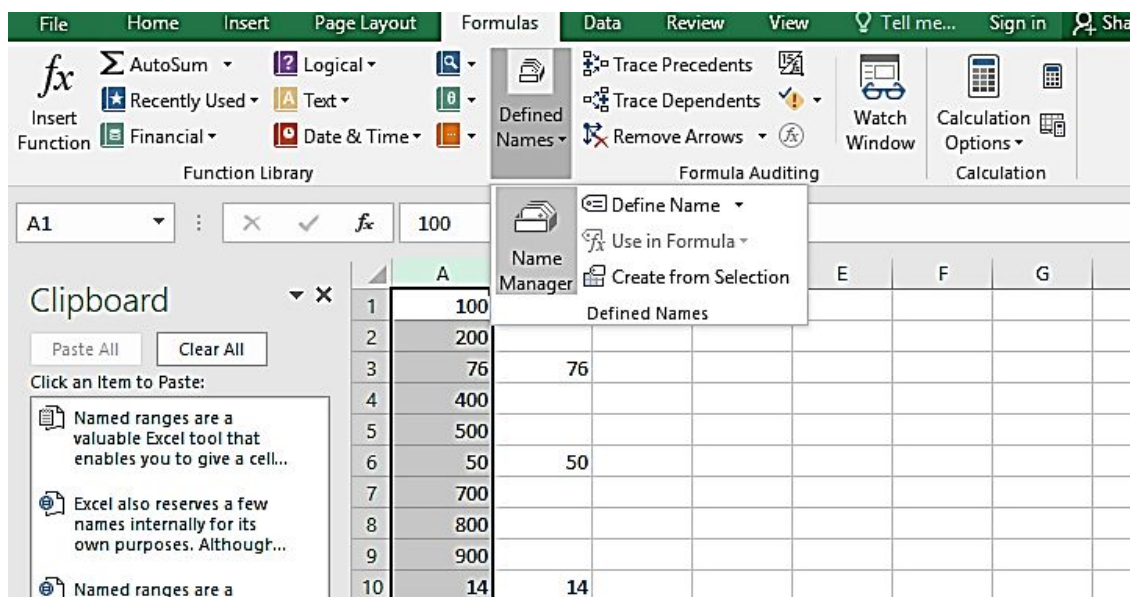 File Home Insert Page Layout Formulas Data Review View Tell me... Sign in Sha
fx AutoSum Logical Trace Precedents
Recently Used Text Trace Dependents
Insert Function Financial Date & Time Defined Names Remove Arrows fx Watch Window Calculation Options
Function Library Formula Auditing Calculation
A1 fx 100
Define Name
Use in Formula
Name Manager Create from Selection
Defined Names
A E F G
Clipboard
Paste All Clear All
Click an Item to Paste:
Named ranges are a
valuable Excel tool that
enables you to give a cell...
Excel also reserves a few
names internally for its
own purposes. Although...
Named ranges are a
1 100
2 200
3 76 76
4 400
5 500
6 50 50
7 700
8 800
9 900
10 14 14